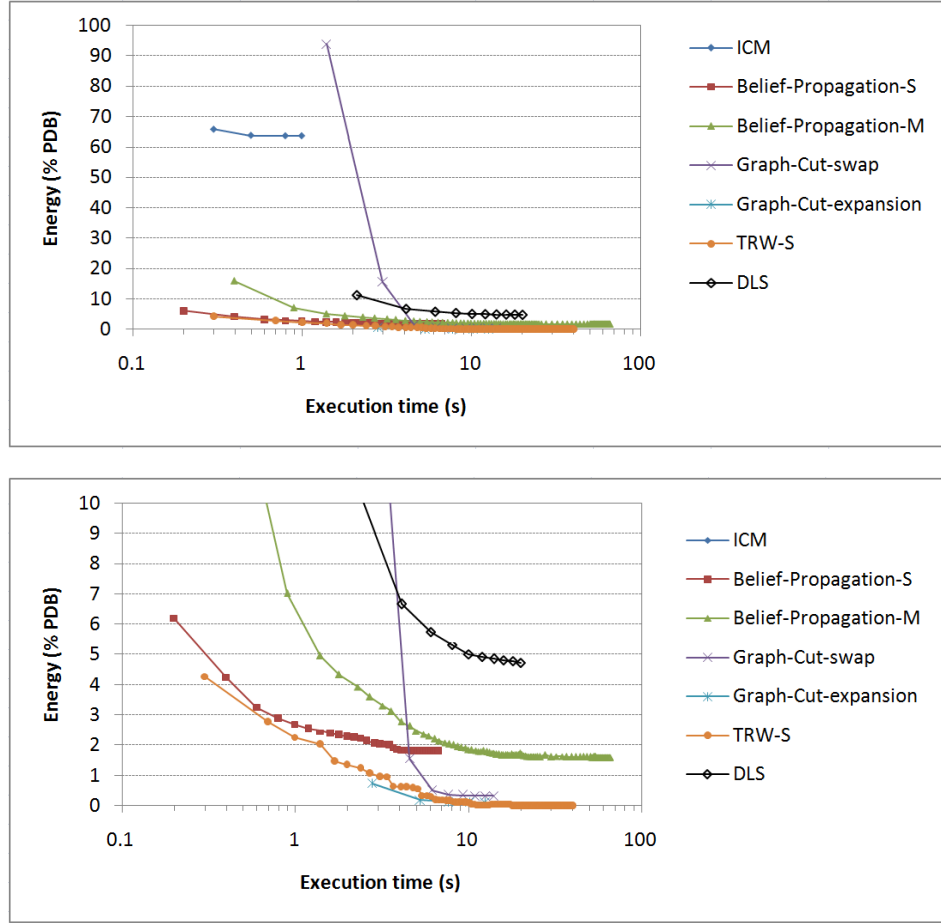 100
90
80
70
60
50
40
30
20
10
0
Energy (% PDB)
0.1 1 10 100
Execution time (s)
ICM
Belief-Propagation-S
Belief-Propagation-M
Graph-Cut-swap
Graph-Cut-expansion
TRW-S
DLS
10
9
8
7
6
5
4
3
2
1
0
Energy (% PDB)
0.1 1 10 100
Execution time (s)
ICM
Belief-Propagation-S
Belief-Propagation-M
Graph-Cut-swap
Graph-Cut-expansion
TRW-S
DLS